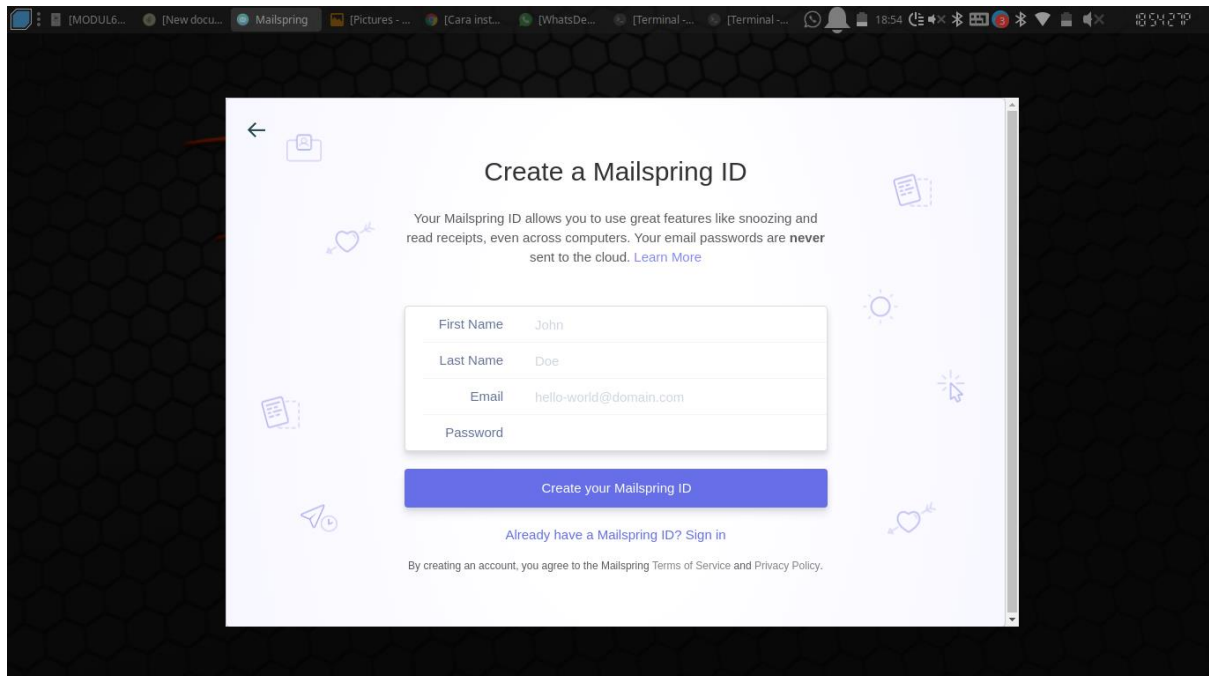 [MODUL6... [New docu... Mailspring [Pictures - ... [Cara inst... [WhatsDe... [Terminal -... [Terminal -... 18:54 3 18:54:27P
Create a Mailspring ID
Your Mailspring ID allows you to use great features like snoozing and
read receipts, even across computers. Your email passwords are never
sent to the cloud. Learn More
First Name John
Last Name Doe
Email hello-world@domain.com
Password
Create your Mailspring ID
Already have a Mailspring ID? Sign in
By creating an account, you agree to the Mailspring Terms of Service and Privacy Policy.